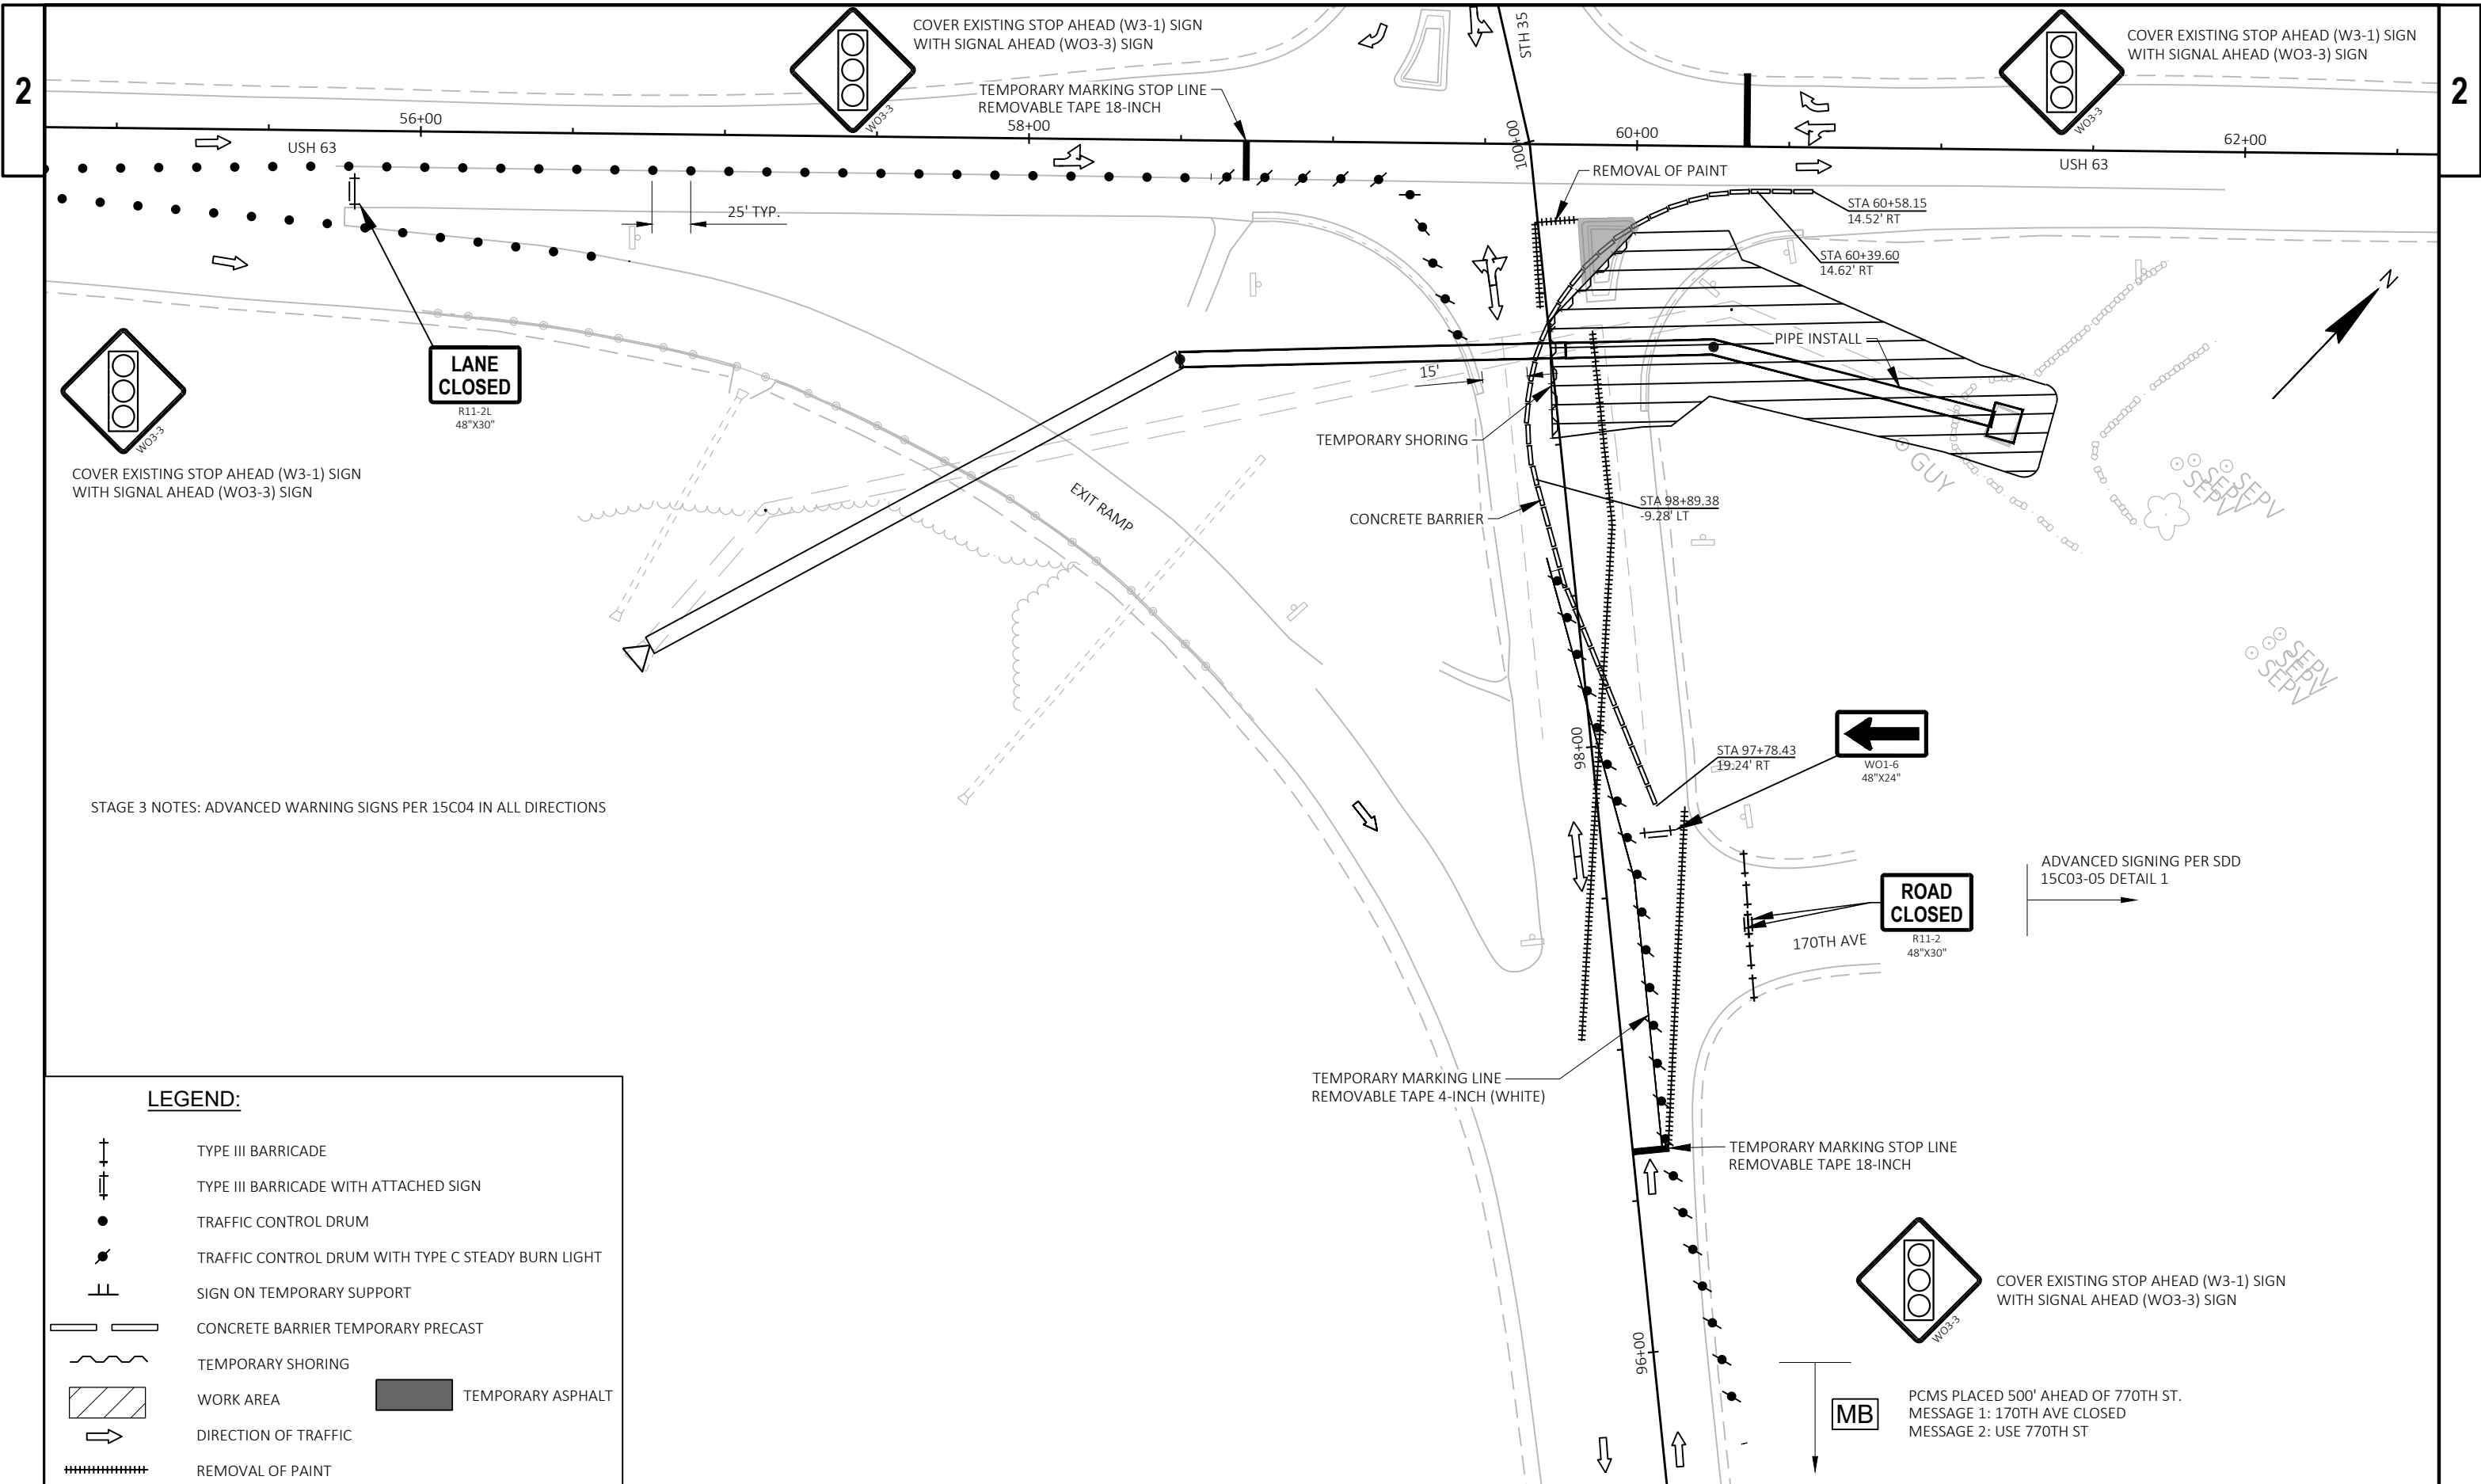 2
2
COVER EXISTING STOP AHEAD (W3-1) SIGN
WITH SIGNAL AHEAD (WO3-3) SIGN
WO3-3
STH 35
COVER EXISTING STOP AHEAD (W3-1) SIGN
WITH SIGNAL AHEAD (WO3-3) SIGN
WO3-3
TEMPORARY MARKING STOP LINE
REMOVABLE TAPE 18-INCH
56+00
58+00
100+00
60+00
62+00
USH 63
USH 63
REMOVAL OF PAINT
25' TYP.
STA 60+58.15
14.52' RT
STA 60+39.60
14.62' RT
N
PIPE INSTALL
15'
LANE
CLOSED
R11-2L
48"X30"
WO3-3
COVER EXISTING STOP AHEAD (W3-1) SIGN
WITH SIGNAL AHEAD (WO3-3) SIGN
TEMPORARY SHORING
GUY
SEPV
SEPV
SEPV
EXIT RAMP
CONCRETE BARRIER
STA 98+89.38
-9.28' LT
SEPV
SEPV
SEPV
98+00
STA 97+78.43
19.24' RT
WO1-6
48"X24"
STAGE 3 NOTES: ADVANCED WARNING SIGNS PER 15C04 IN ALL DIRECTIONS
ADVANCED SIGNING PER SDD
15C03-05 DETAIL 1
ROAD
CLOSED
R11-2
48"X30"
170TH AVE
TEMPORARY MARKING LINE
REMOVABLE TAPE 4-INCH (WHITE)
TEMPORARY MARKING STOP LINE
REMOVABLE TAPE 18-INCH
COVER EXISTING STOP AHEAD (W3-1) SIGN
WITH SIGNAL AHEAD (WO3-3) SIGN
WO3-3
96+00
MB
PCMS PLACED 500' AHEAD OF 770TH ST.
MESSAGE 1: 170TH AVE CLOSED
MESSAGE 2: USE 770TH ST
LEGEND:
TYPE III BARRICADE
TYPE III BARRICADE WITH ATTACHED SIGN
TRAFFIC CONTROL DRUM
TRAFFIC CONTROL DRUM WITH TYPE C STEADY BURN LIGHT
SIGN ON TEMPORARY SUPPORT
CONCRETE BARRIER TEMPORARY PRECAST
TEMPORARY SHORING
WORK AREA
TEMPORARY ASPHALT
DIRECTION OF TRAFFIC
REMOVAL OF PAINT